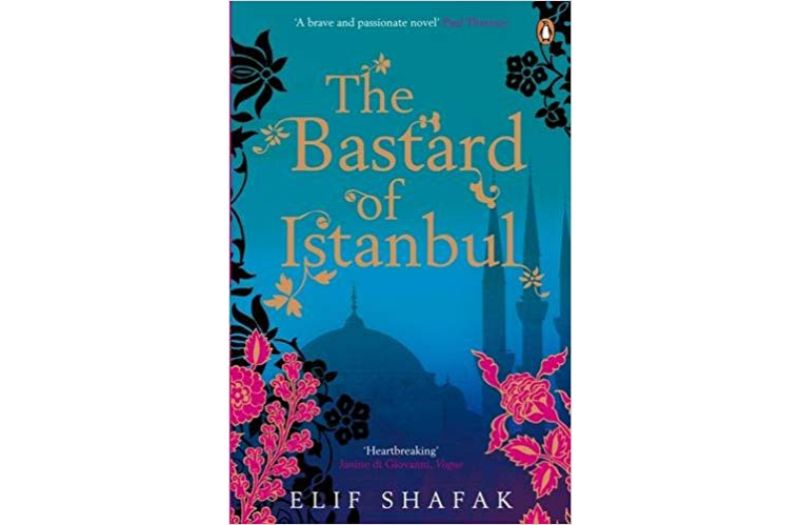 'A brave and passionate novel' Paul Theroux
The
Bastard
of
Istanbul
'Heartbreaking'
Janine di Giovanni, Vogue
ELIF SHAFAK